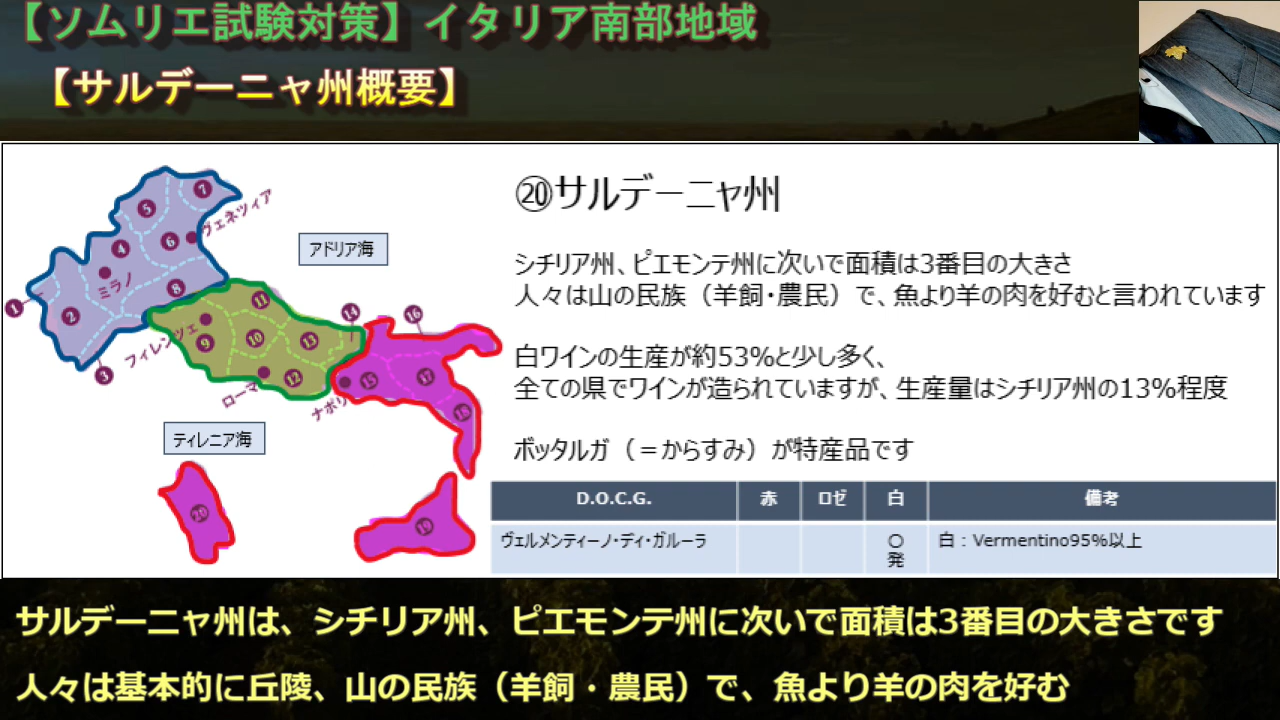 【ソムリエ試験対策】イタリア南部地域
【サルデーニャ州概要】
⑳サルデーニャ州
シチリア州、ピエモンテ州に次いで面積は3番目の大きさ
人々は山の民族（羊飼・農民）で、魚より羊の肉を好むと言われています
白ワインの生産が約53%と少し多く、
全ての県でワインが造られていますが、生産量はシチリア州の13%程度
ボッタルガ（＝からすみ）が特産品です
D.O.C.G. 赤 ロゼ 白 備考
ヴェルメンティーノ・ディ・ガルーラ ○ 白：Vermentino95%以上
発
アドリア海
ティレニア海
ヴェネツィア
ミラノ
フィレンツェ
ローマ
ナポリ
❶
❷
❸
❹
❺
❻
❼
❽
❾
❿
⓫
⓬
⓭
⓮
⓯
⓰
⓱
⓲
⓳
⓴
サルデーニャ州は、シチリア州、ピエモンテ州に次いで面積は3番目の大きさです
人々は基本的に丘陵、山の民族（羊飼・農民）で、魚より羊の肉を好む